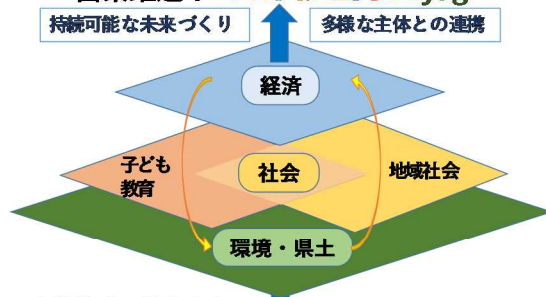 持続可能な未来づくり
多様な主体との連携
経済
子ども
教育
社会
地域社会
環境・県土